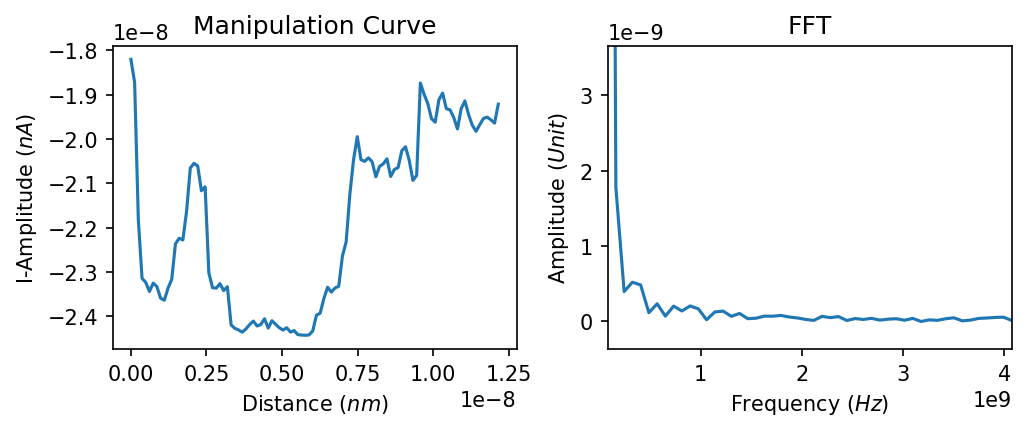 Manipulation Curve
1e−8
−1.8
−1.9
−2.0
−2.1
−2.2
−2.3
−2.4
I-Amplitude (nA)
0.00 0.25 0.50 0.75 1.00 1.25
Distance (nm)
1e−8
FFT
1e−9
3
2
1
0
Amplitude (Unit)
1 2 3 4
Frequency (Hz)
1e9